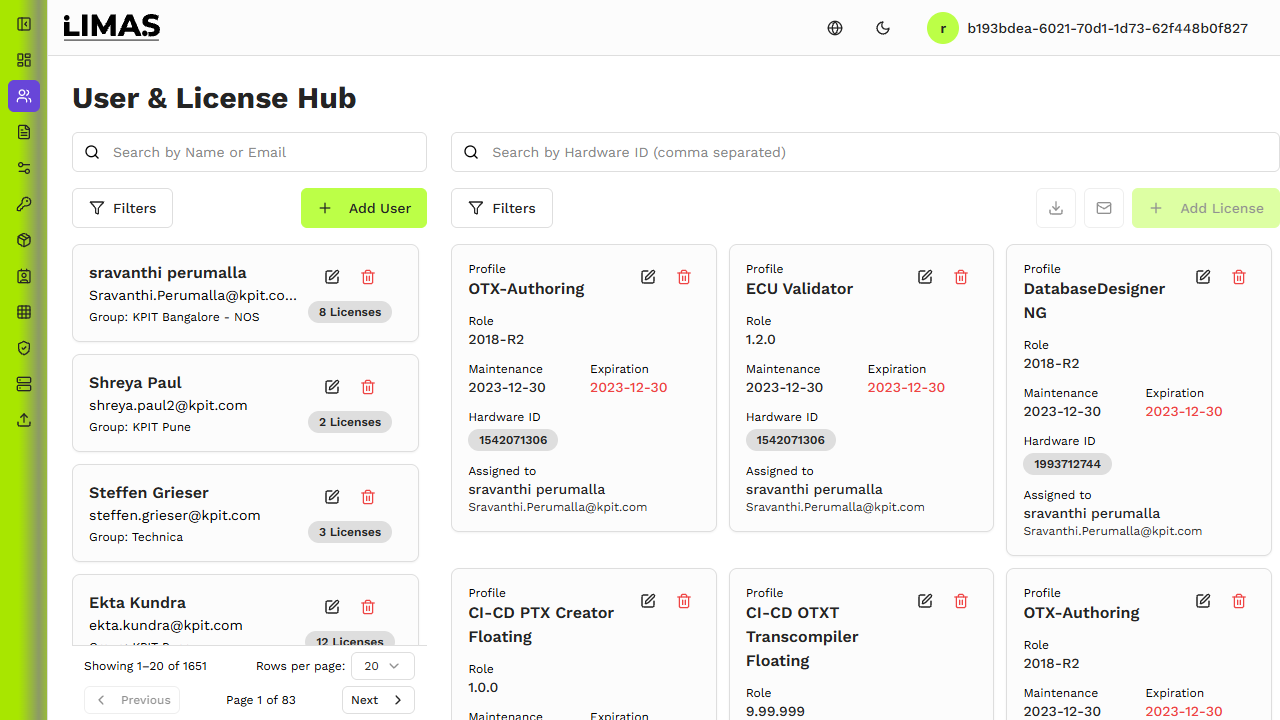 LIMAS
r
b193bdea-6021-70d1-1d73-62f448b0f827
User & License Hub
Search by Name or Email
Filters
Add User
sravanthi perumalla
Sravanthi.Perumalla@kpit.co...
Group: KPIT Bangalore - NOS
8 Licenses
Shreya Paul
shreya.paul2@kpit.com
Group: KPIT Pune
2 Licenses
Steffen Grieser
steffen.grieser@kpit.com
Group: Technica
3 Licenses
Ekta Kundra
ekta.kundra@kpit.com
12 Licenses
Showing 1–20 of 1651
Rows per page: 20
Previous
Page 1 of 83
Next
Search by Hardware ID (comma separated)
Filters
Add License
Profile
OTX-Authoring
Role
2018-R2
Maintenance Expiration
2023-12-30 2023-12-30
Hardware ID
1542071306
Assigned to
sravanthi perumalla
Sravanthi.Perumalla@kpit.com
Profile
ECU Validator
Role
1.2.0
Maintenance Expiration
2023-12-30 2023-12-30
Hardware ID
1542071306
Assigned to
sravanthi perumalla
Sravanthi.Perumalla@kpit.com
Profile
DatabaseDesigner
NG
Role
2018-R2
Maintenance Expiration
2023-12-30 2023-12-30
Hardware ID
1993712744
Assigned to
sravanthi perumalla
Sravanthi.Perumalla@kpit.com
Profile
CI-CD PTX Creator
Floating
Role
1.0.0
Maintenance Expiration
Profile
CI-CD OTXT
Transcompiler
Floating
Role
9.99.999
Profile
OTX-Authoring
Role
2018-R2
Maintenance Expiration
2023-12-30 2023-12-30